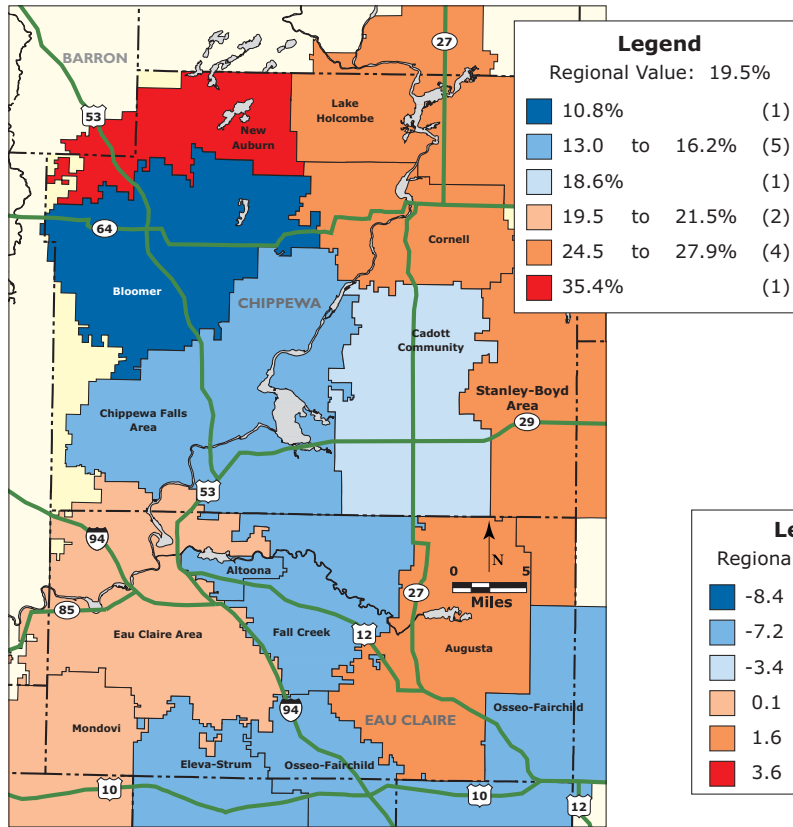 BARRON
27
53
Lake
Holcombe
New
Auburn
64
Cornell
Bloomer
CHIPPEWA
Cadott
Community
Stanley-Boyd
Area
Chippewa Falls
Area
29
53
94
N
0 5
Miles
Altoona
27
85
Eau Claire Area
Fall Creek
12
Augusta
94
EAU CLAIRE
Osseo-Fairchild
Mondovi
Eleva-Strum
Osseo-Fairchild
10
10
12
Legend
Regional Value: 19.5%
10.8% (1)
13.0 to 16.2% (5)
18.6% (1)
19.5 to 21.5% (2)
24.5 to 27.9% (4)
35.4% (1)
Le
Regiona
-8.4
-7.2
-3.4
0.1
1.6
3.6